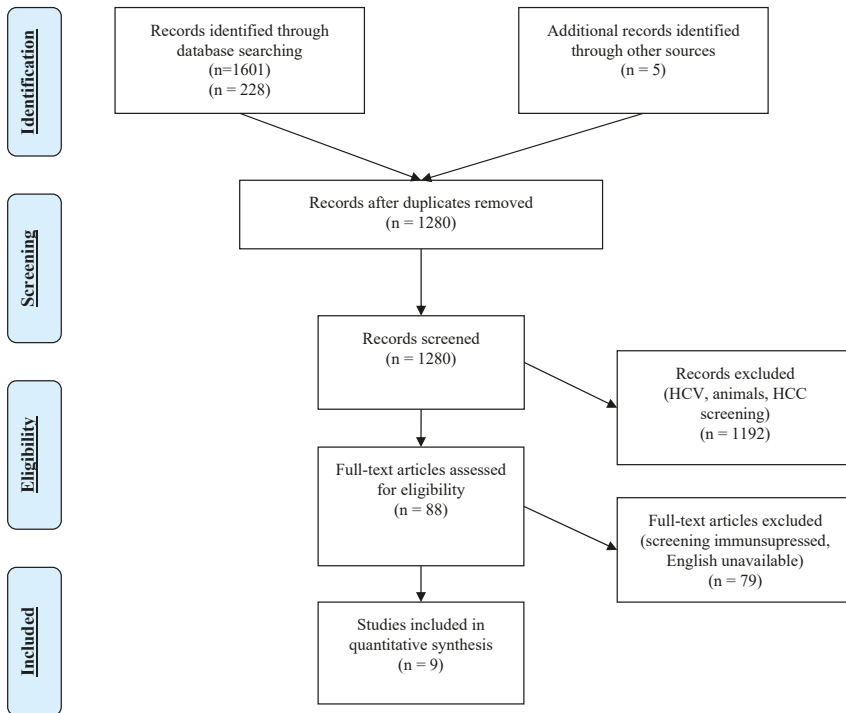 Identification
Records identified through
database searching
(n=1601)
(n = 228)
Additional records identified
through other sources
(n = 5)
Screening
Records after duplicates removed
(n = 1280)
Records screened
(n = 1280)
Records excluded
(HCV, animals, HCC
screening)
(n = 1192)
Eligibility
Full-text articles assessed
for eligibility
(n = 88)
Full-text articles excluded
(screening immunsupressed,
English unavailable)
(n = 79)
Included
Studies included in
quantitative synthesis
(n = 9)